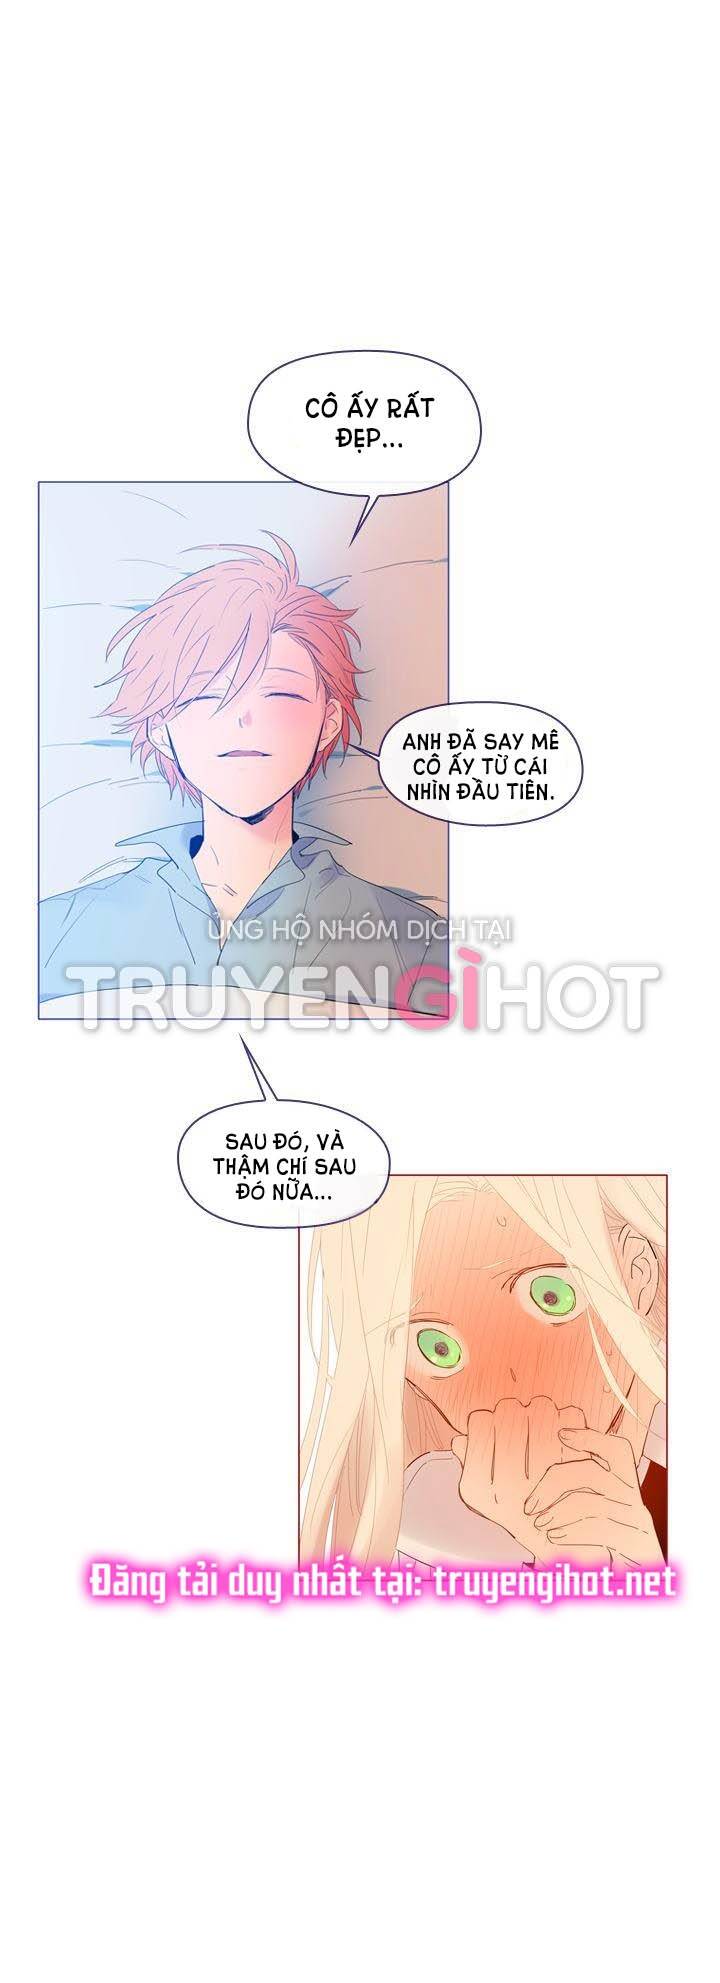 CÔ ẤY RẤT
ĐẸP...
ANH ĐÃ SAY MÊ
CÔ ẤY TỪ CÁI
NHÌN ĐẦU TIÊN.
ỦNG HỘ NHÓM DỊCH TẠI
TRUYENGÌHOT
SAU ĐÓ, VÀ
THẬM CHÍ SAU
ĐÓ NỮA...
Đăng tải duy nhất tại: truyengihot.net